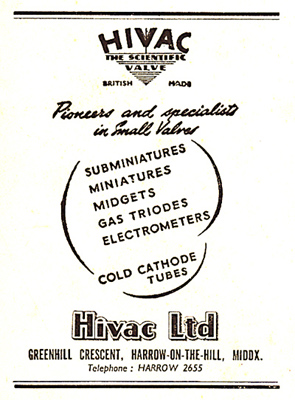 HIVAC
THE SCIENTIFIC
VALVE
BRITISH MADE
Pioneers and specialists
in Small Valves
SUBMINIATURES
MINIATURES
MIDGETS
GAS TRIODES
ELECTROMETERS
COLD CATHODE
TUBES
Hivac Ltd
GREENHILL CRESCENT, HARROW-ON-THE-HILL, MIDDX.
Telephone : HARROW 2655